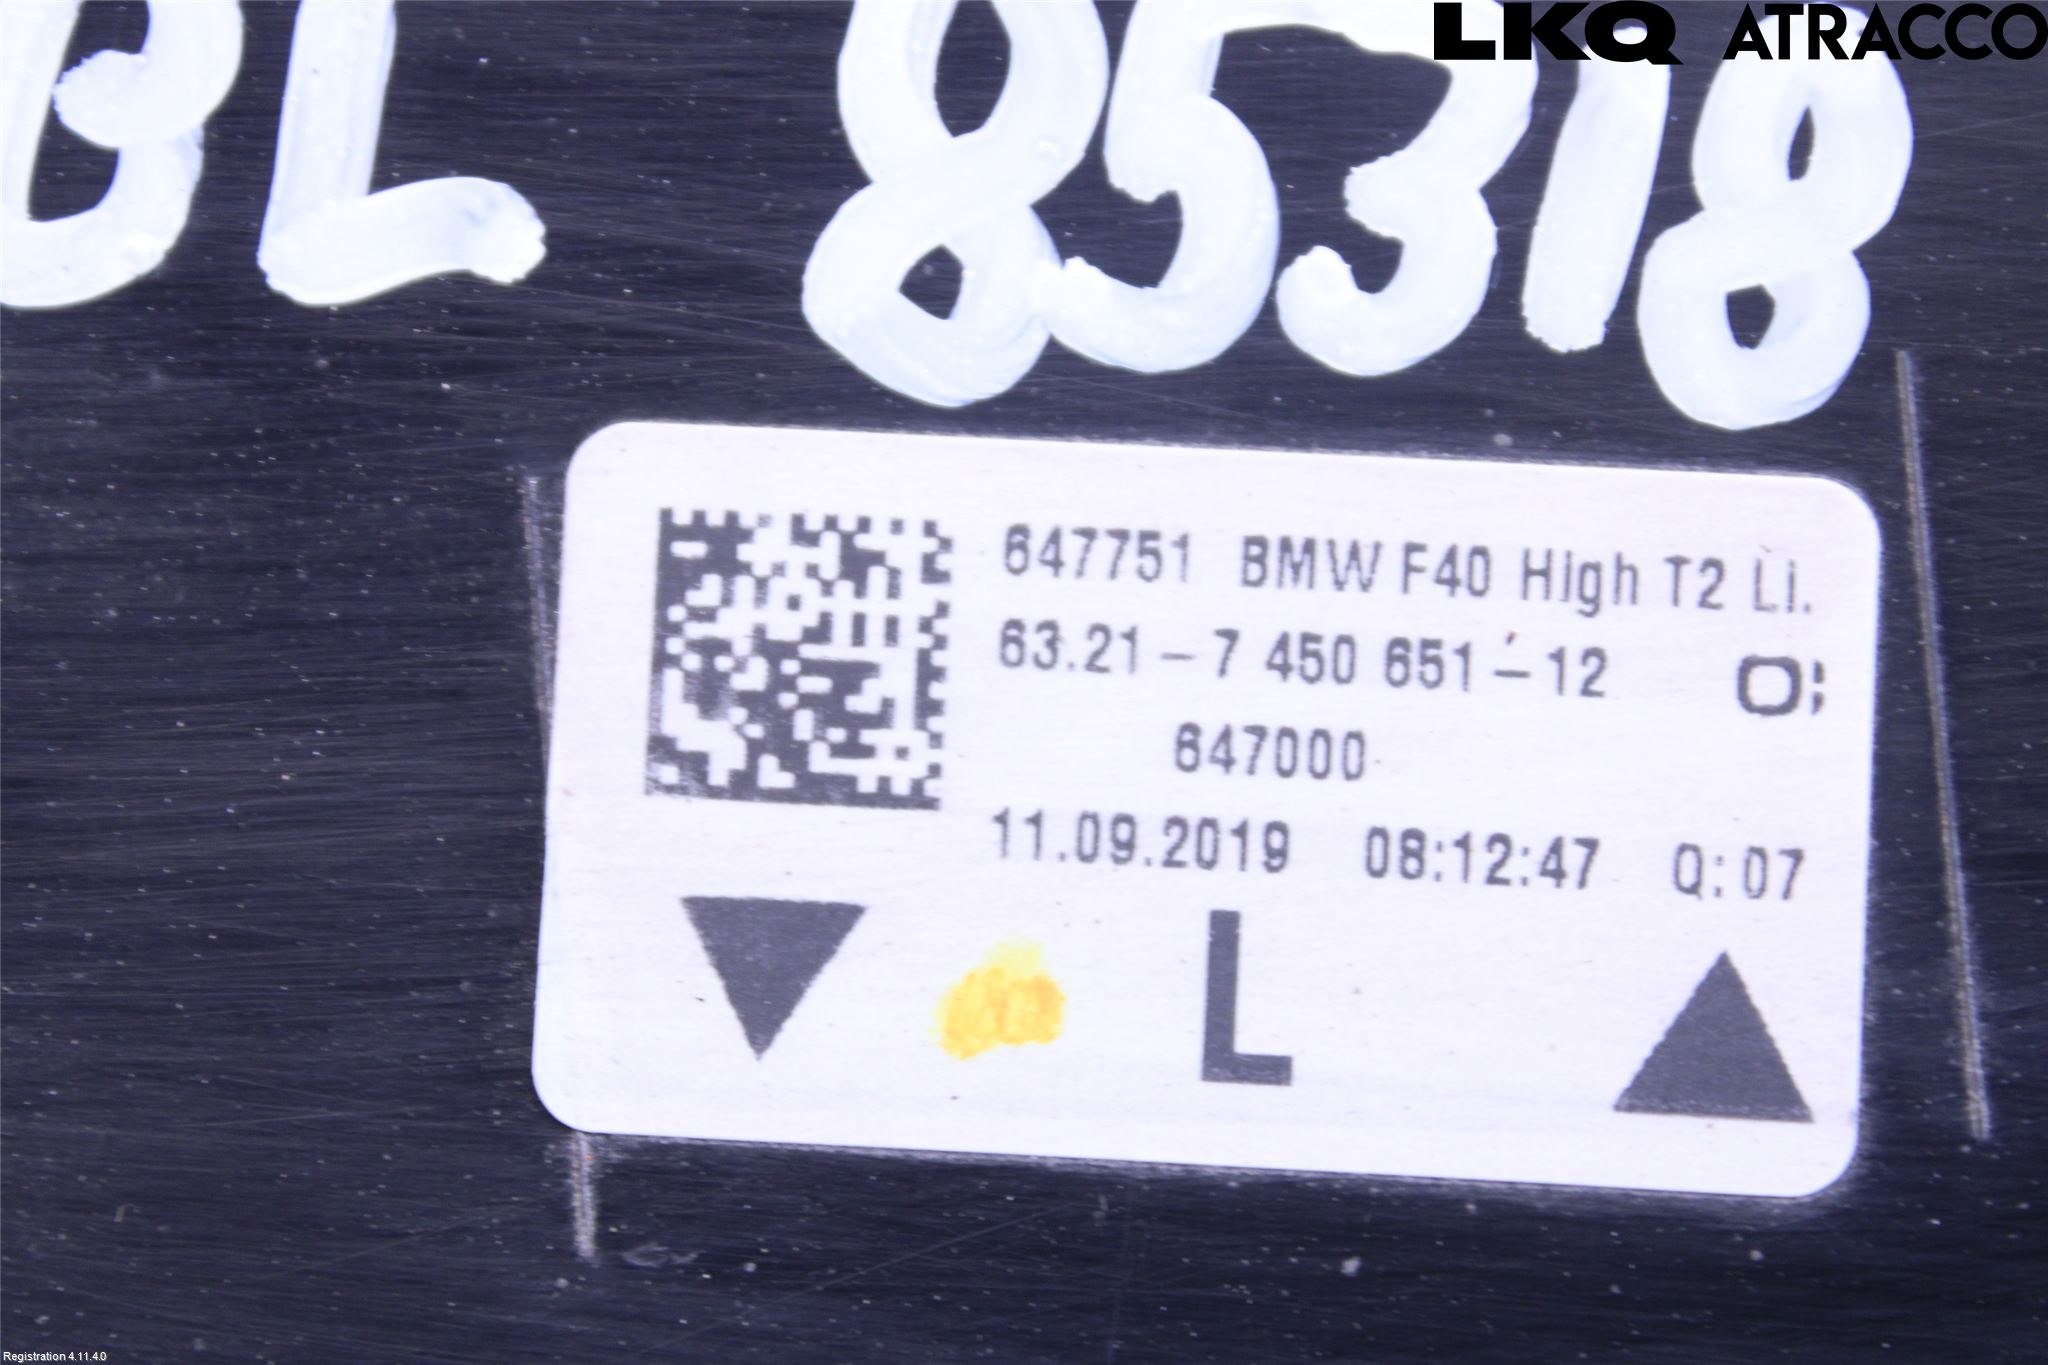 LKQ ATRACCO
BL 85318
647751 BMW F40 High T2 Li.
63.21 - 7 450 651 - 12
647000
11.09.2019 08:12:47 Q: 07
L
Registration 4.11.4.0